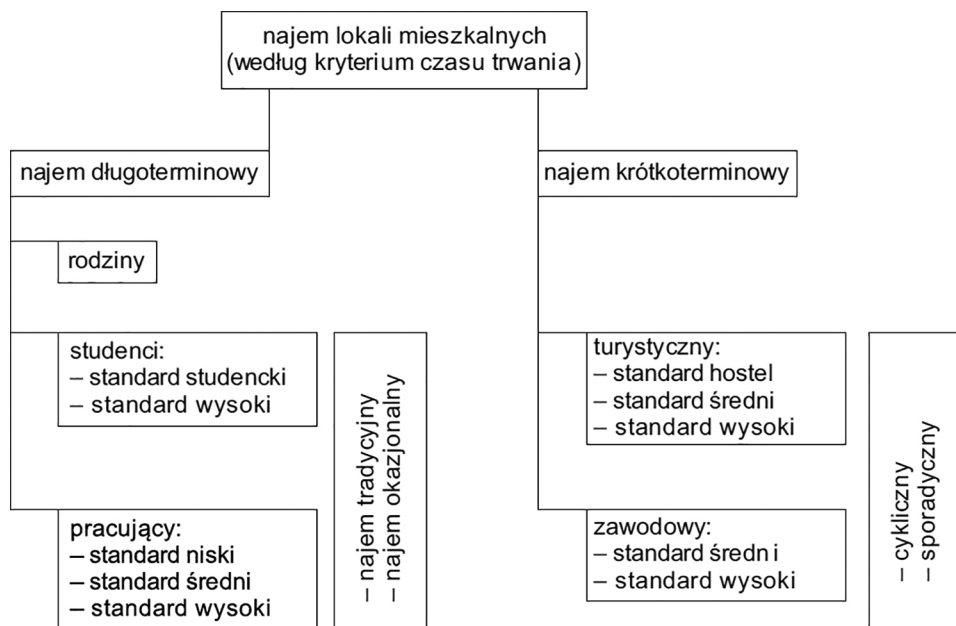 najem lokali mieszkalnych
(według kryterium czasu trwania)
najem długoterminowy
najem krótkoterminowy
rodziny
studenci:
– standard studencki
– standard wysoki
pracujący:
– standard niski
– standard średni
– standard wysoki
– najem tradycyjny
– najem okazjonalny
turystyczny:
– standard hostel
– standard średni
– standard wysoki
zawodowy:
– standard średn i
– standard wysoki
– cykliczny
– sporadyczny